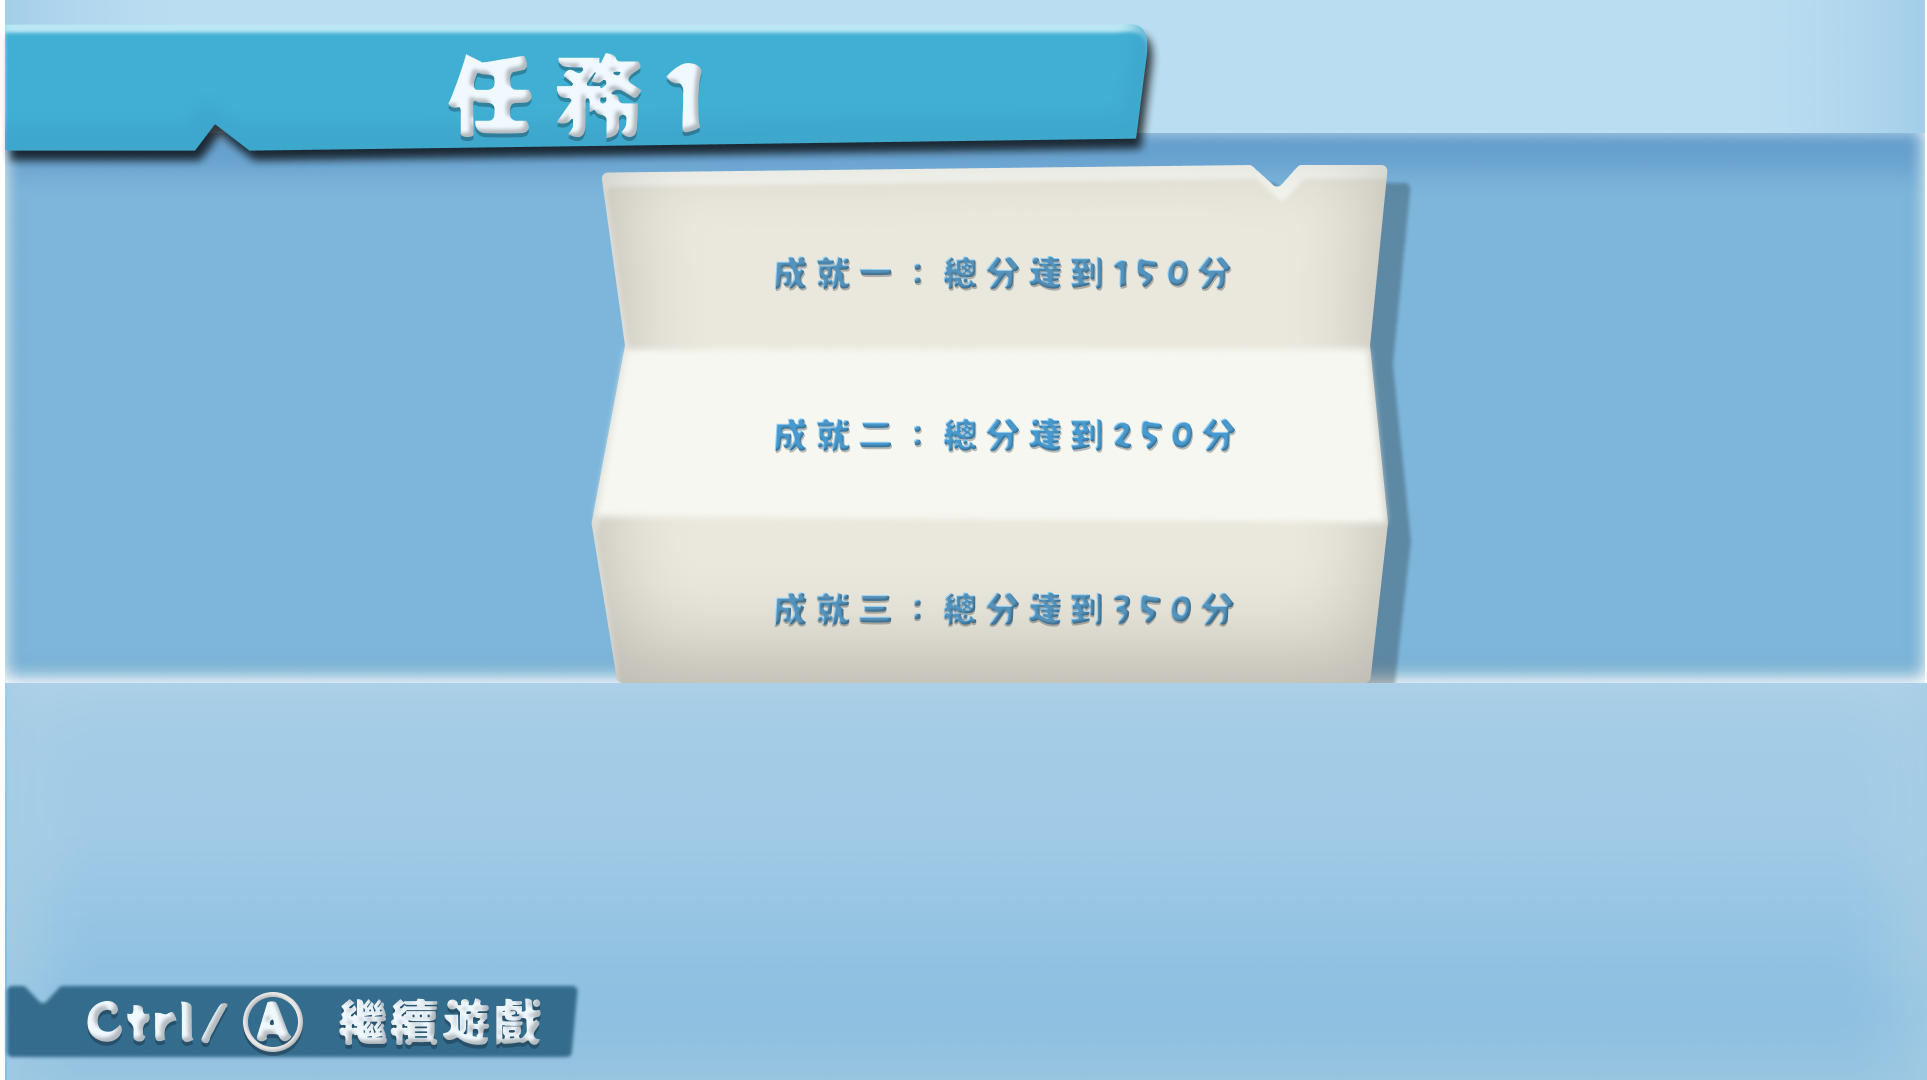 任務1
成就一：總分達到150分
成就二：總分達到250分
成就三：總分達到350分
Ctrl/Ⓐ 繼續遊戲